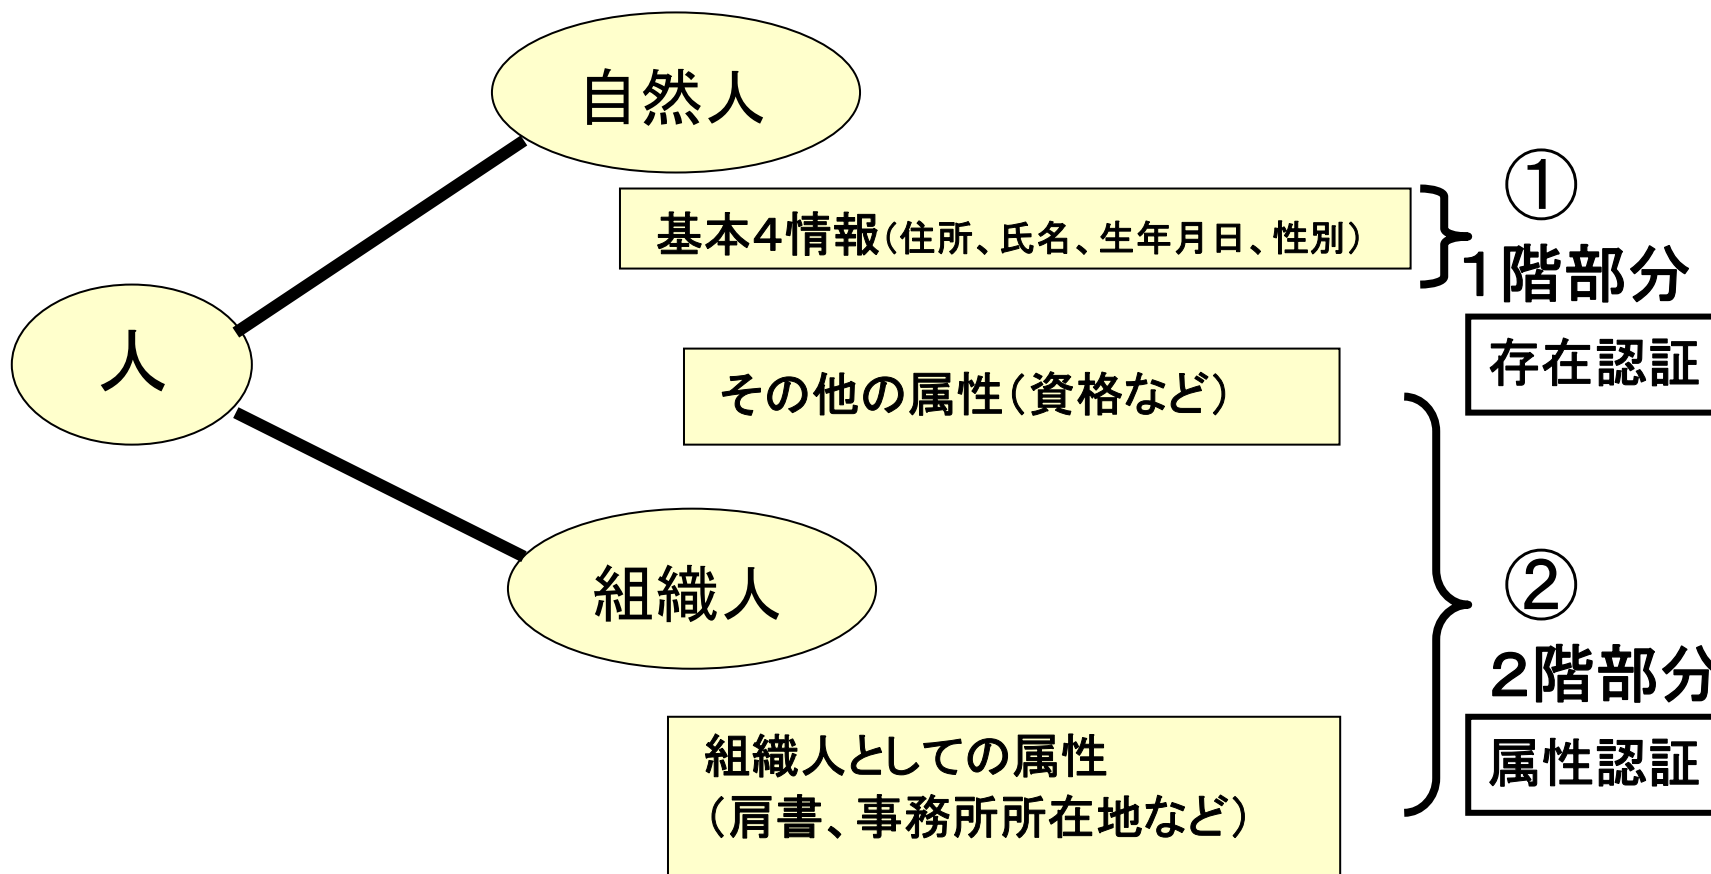 自然人
基本4情報(住所、氏名、生年月日、性別)
①
1階部分
存在認証
人
その他の属性(資格など)
組織人
②
2階部分
属性認証
組織人としての属性
(肩書、事務所所在地など)